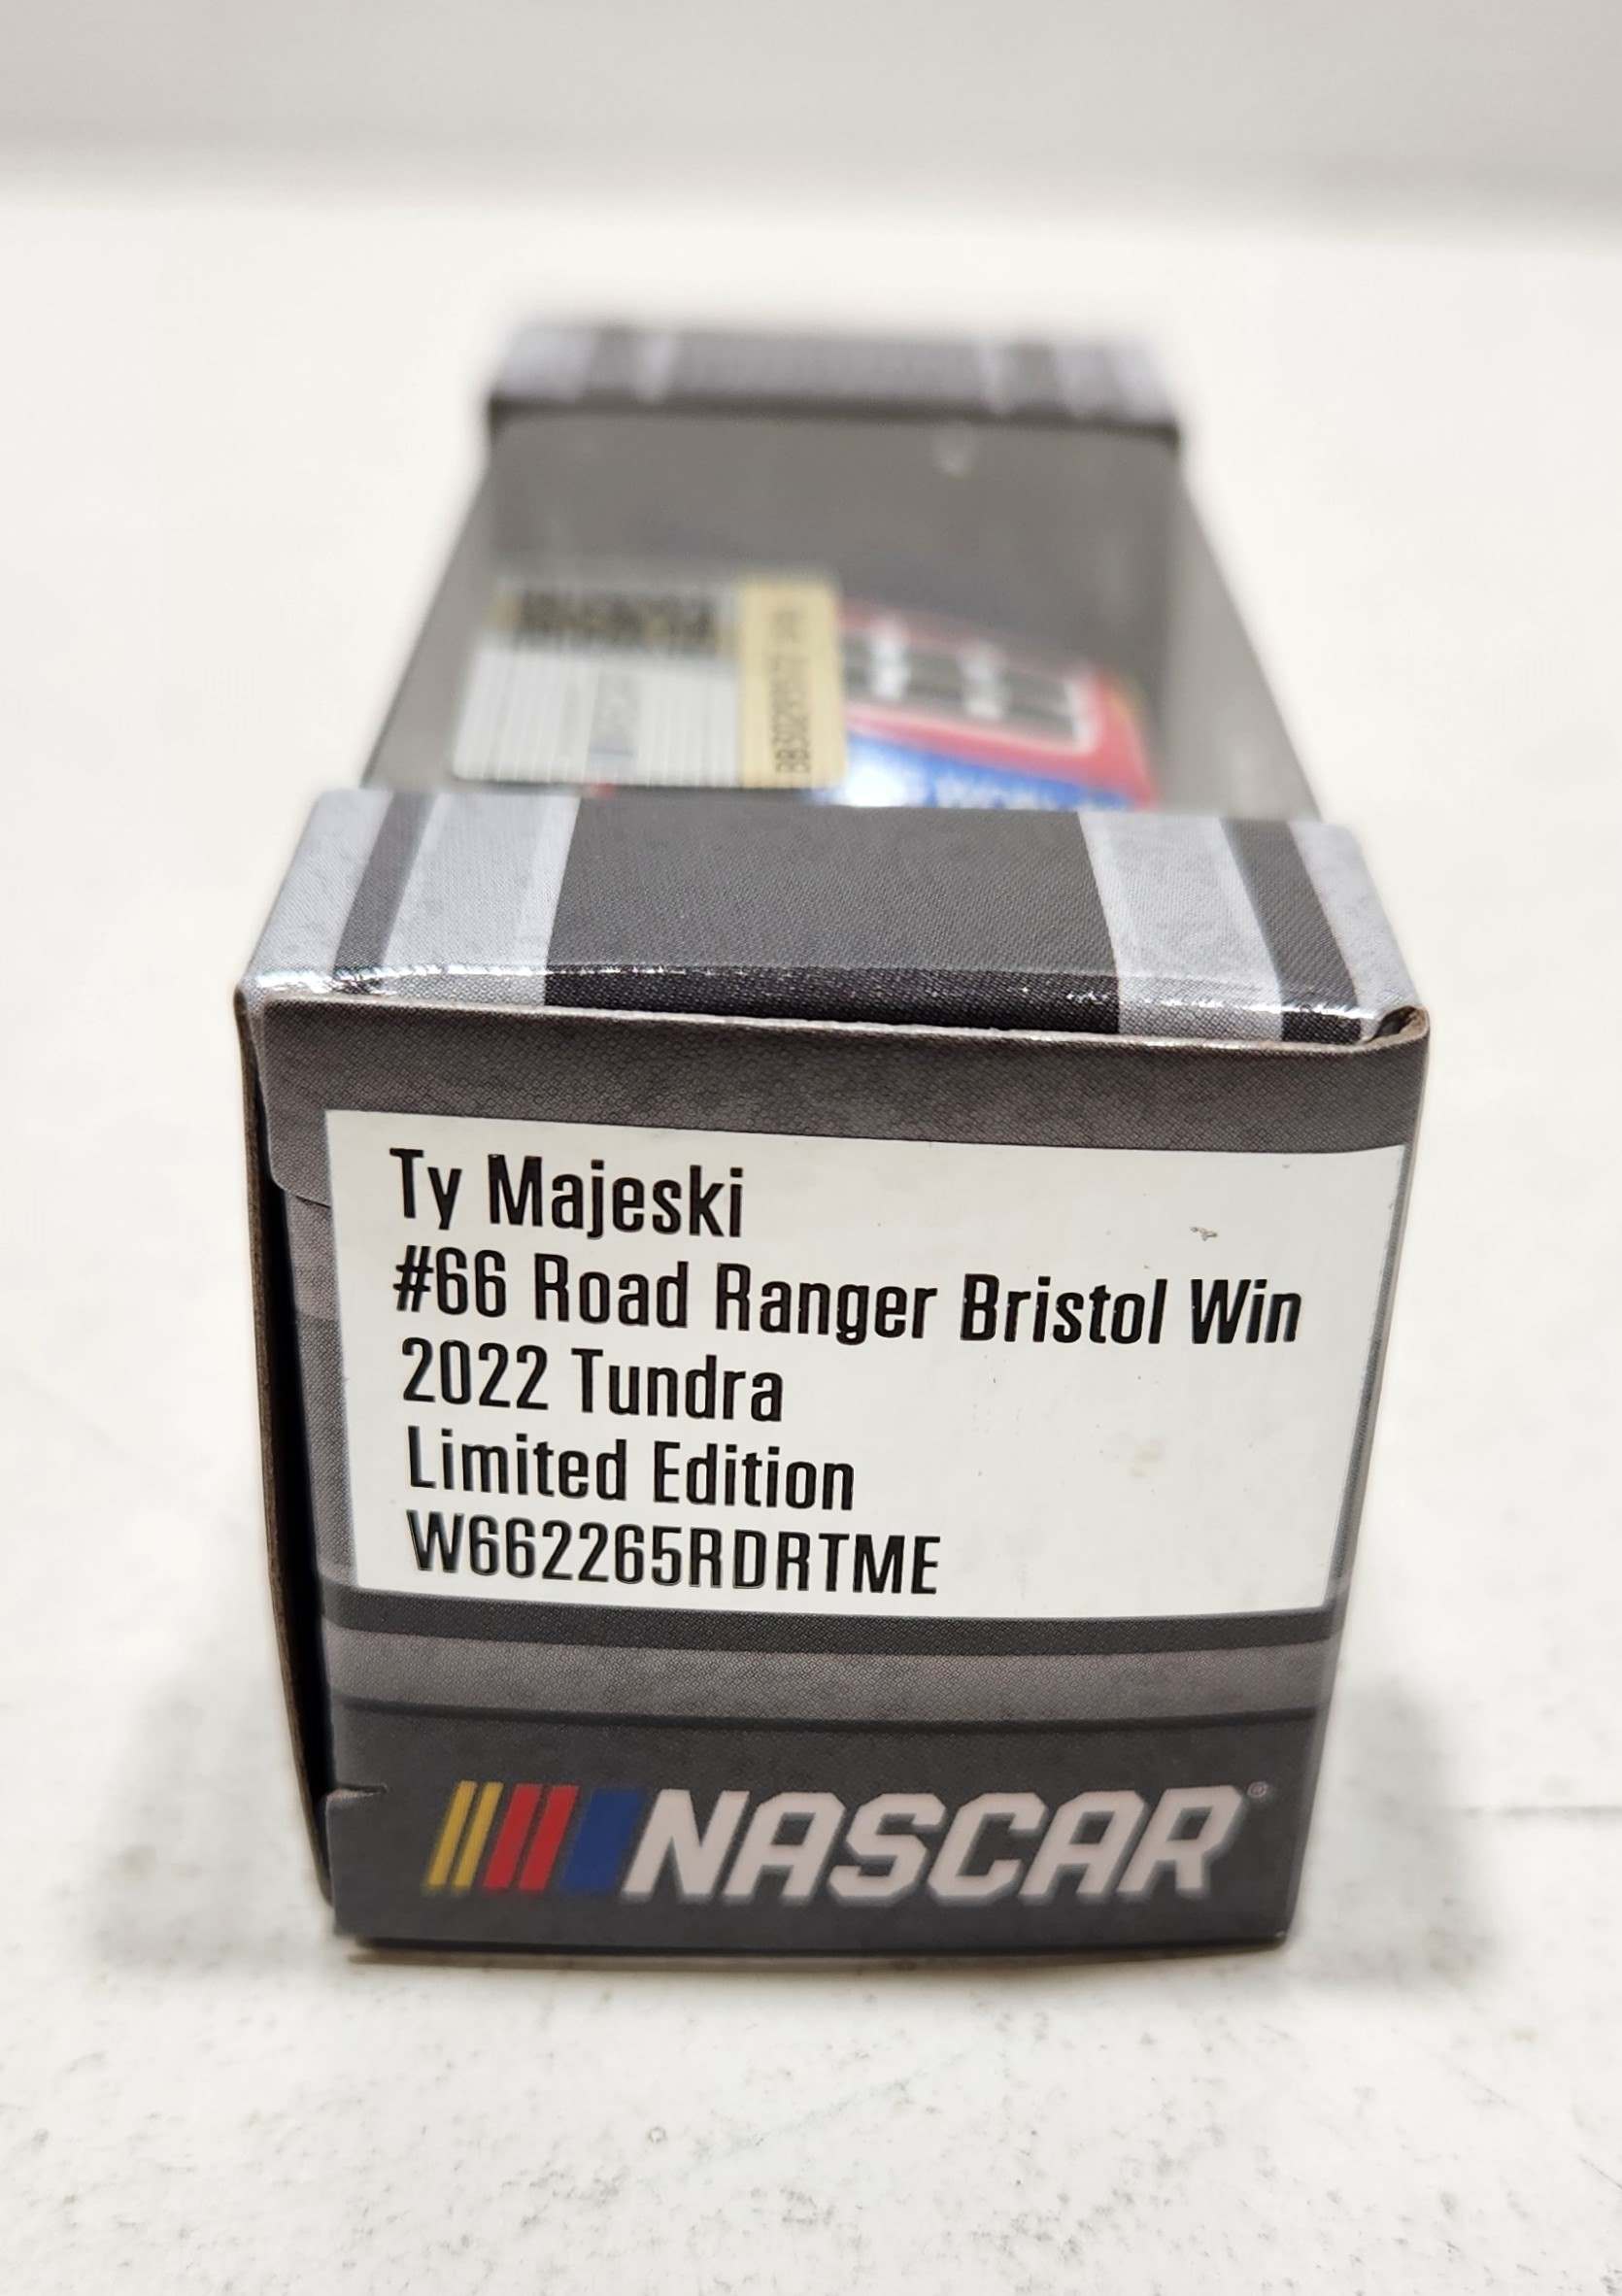 Ty Majeski
#66 Road Ranger Bristol Win
2022 Tundra
Limited Edition
W662265RDRTME
NASCAR®